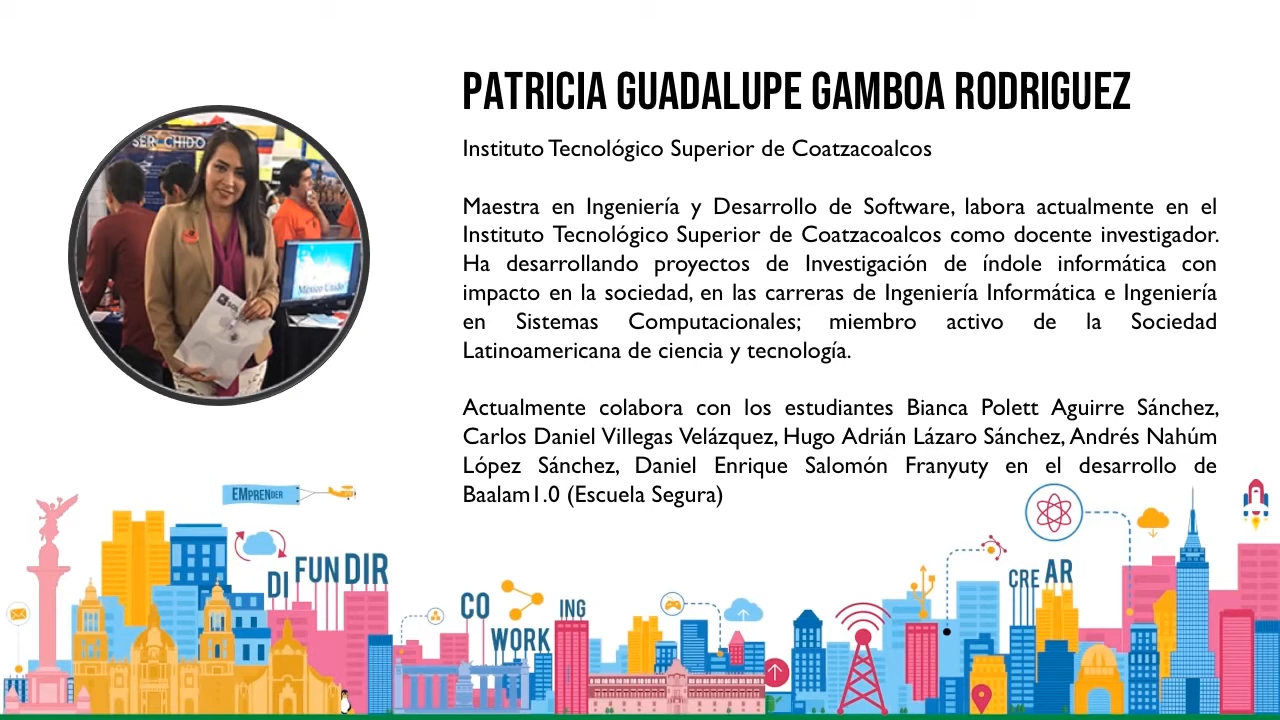 PATRICIA GUADALUPE GAMBOA RODRIGUEZ
Instituto Tecnológico Superior de Coatzacoalcos
Maestra en Ingeniería y Desarrollo de Software, labora actualmente en el
Instituto Tecnológico Superior de Coatzacoalcos como docente investigador.
Ha desarrollando proyectos de Investigación de índole informática con
impacto en la sociedad, en las carreras de Ingeniería Informática e Ingeniería
en Sistemas Computacionales; miembro activo de la Sociedad
Latinoamericana de ciencia y tecnología.
Actualmente colabora con los estudiantes Bianca Polett Aguirre Sánchez,
Carlos Daniel Villegas Velázquez, Hugo Adrián Lázaro Sánchez, Andrés Nahúm
López Sánchez, Daniel Enrique Salomón Franyuty en el desarrollo de
Baalam1.0 (Escuela Segura)
SER CHIDO
México Unido
EMPRENDER
DI FUN DIR
CO
WORK
ING
CRE AR